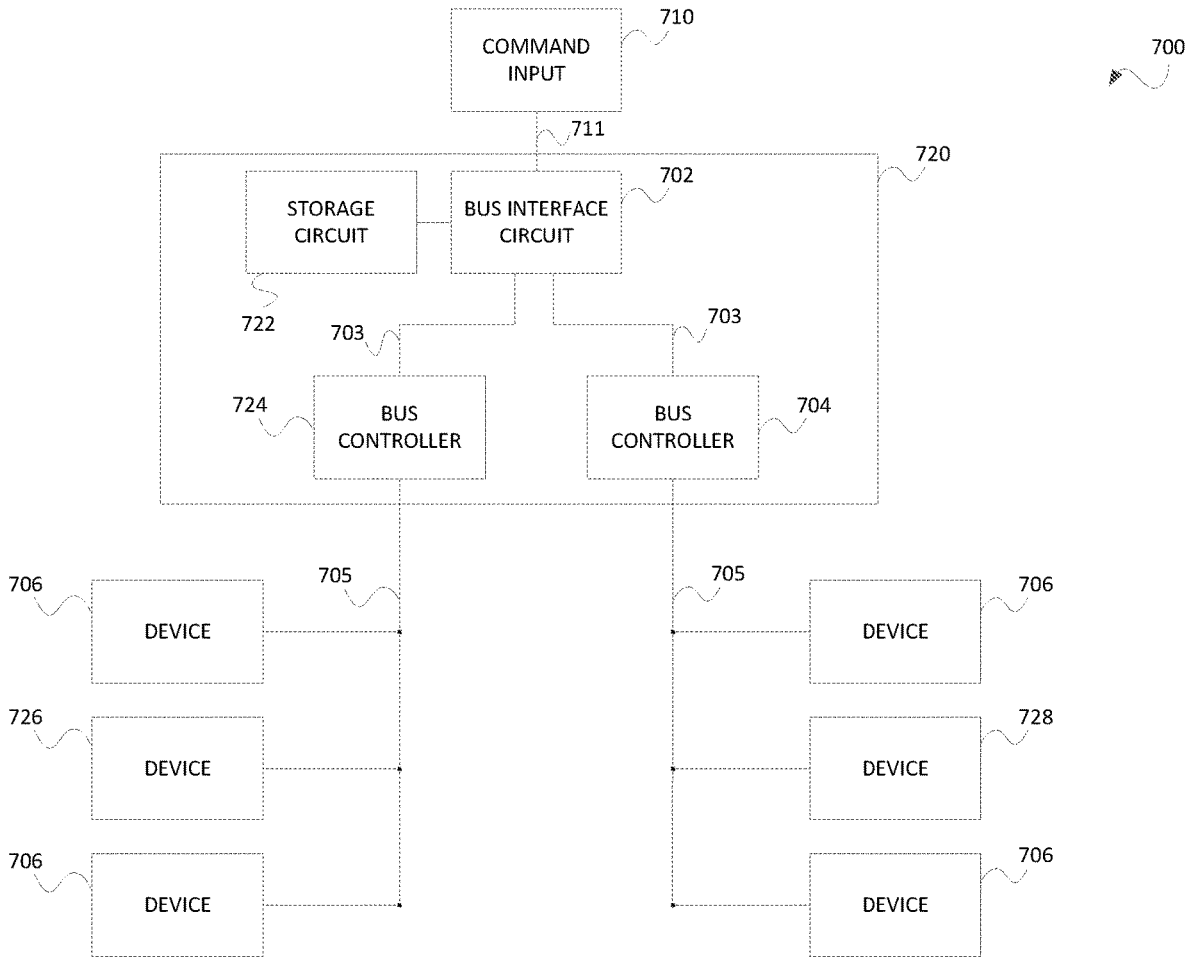 710
COMMAND
INPUT
700
711
720
702
STORAGE
CIRCUIT
BUS INTERFACE
CIRCUIT
722
703
703
724
BUS
CONTROLLER
BUS
CONTROLLER
704
706
705
705
706
DEVICE
DEVICE
726
728
DEVICE
DEVICE
706
706
DEVICE
DEVICE